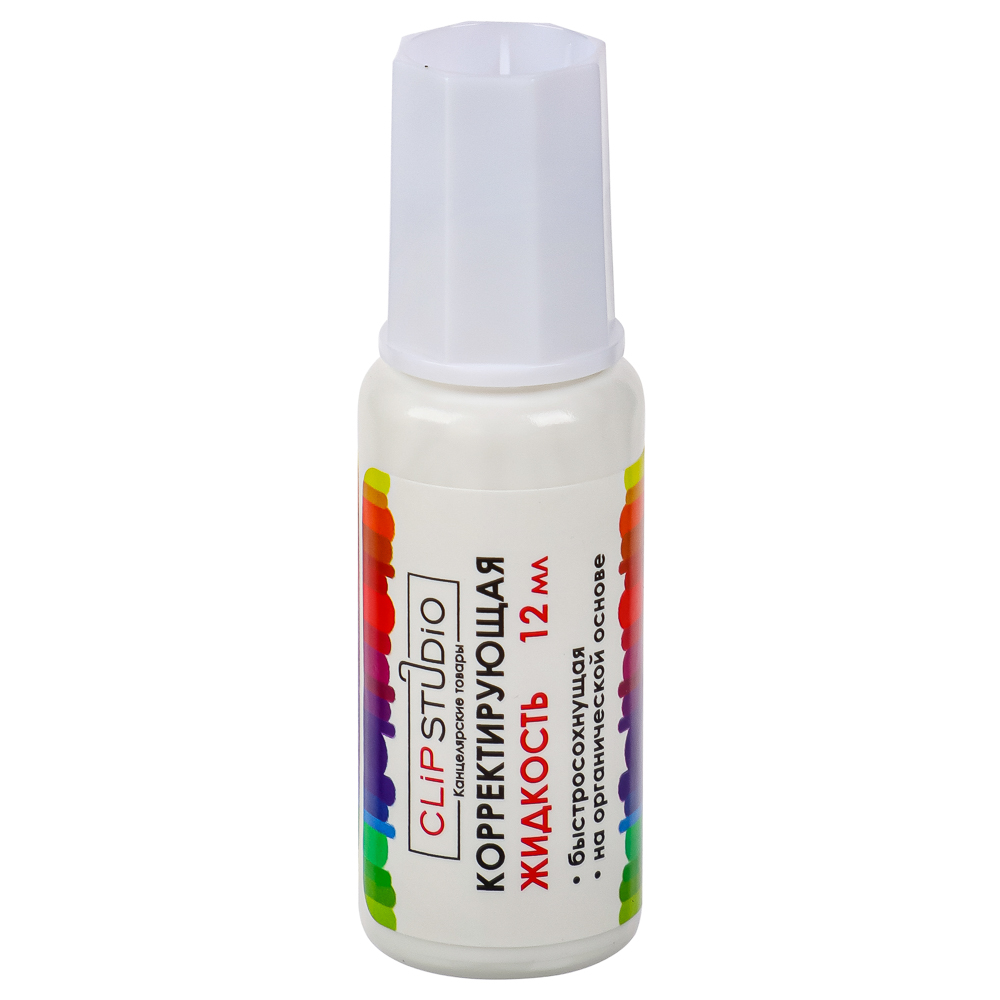 CLiP STUDiO
Канцелярские товары
КОРРЕКТИРУЮЩАЯ
ЖИДКОСТЬ 12 мл
• быстросохнущая
• на органической основе